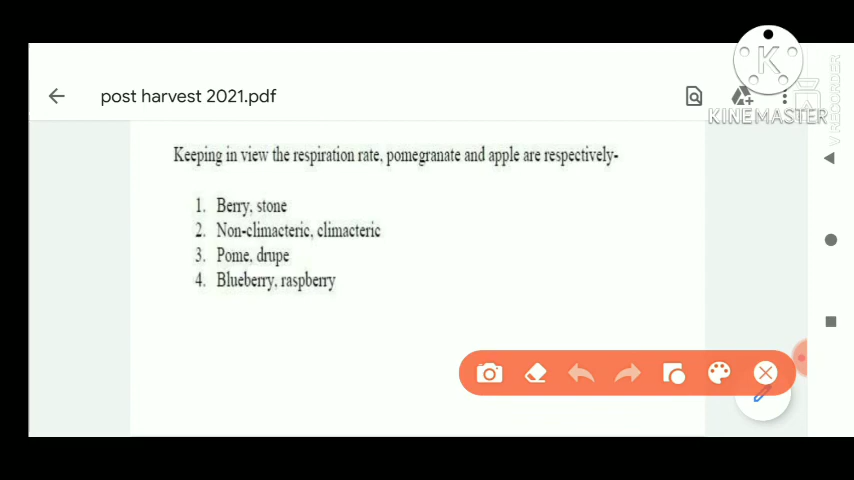 post harvest 2021.pdf
K
KINEMASTER
V RECORDER
Keeping in view the respiration rate, pomegranate and apple are respectively-
1. Berry, stone
2. Non-climacteric, climacteric
3. Pome, drupe
4. Blueberry, raspberry